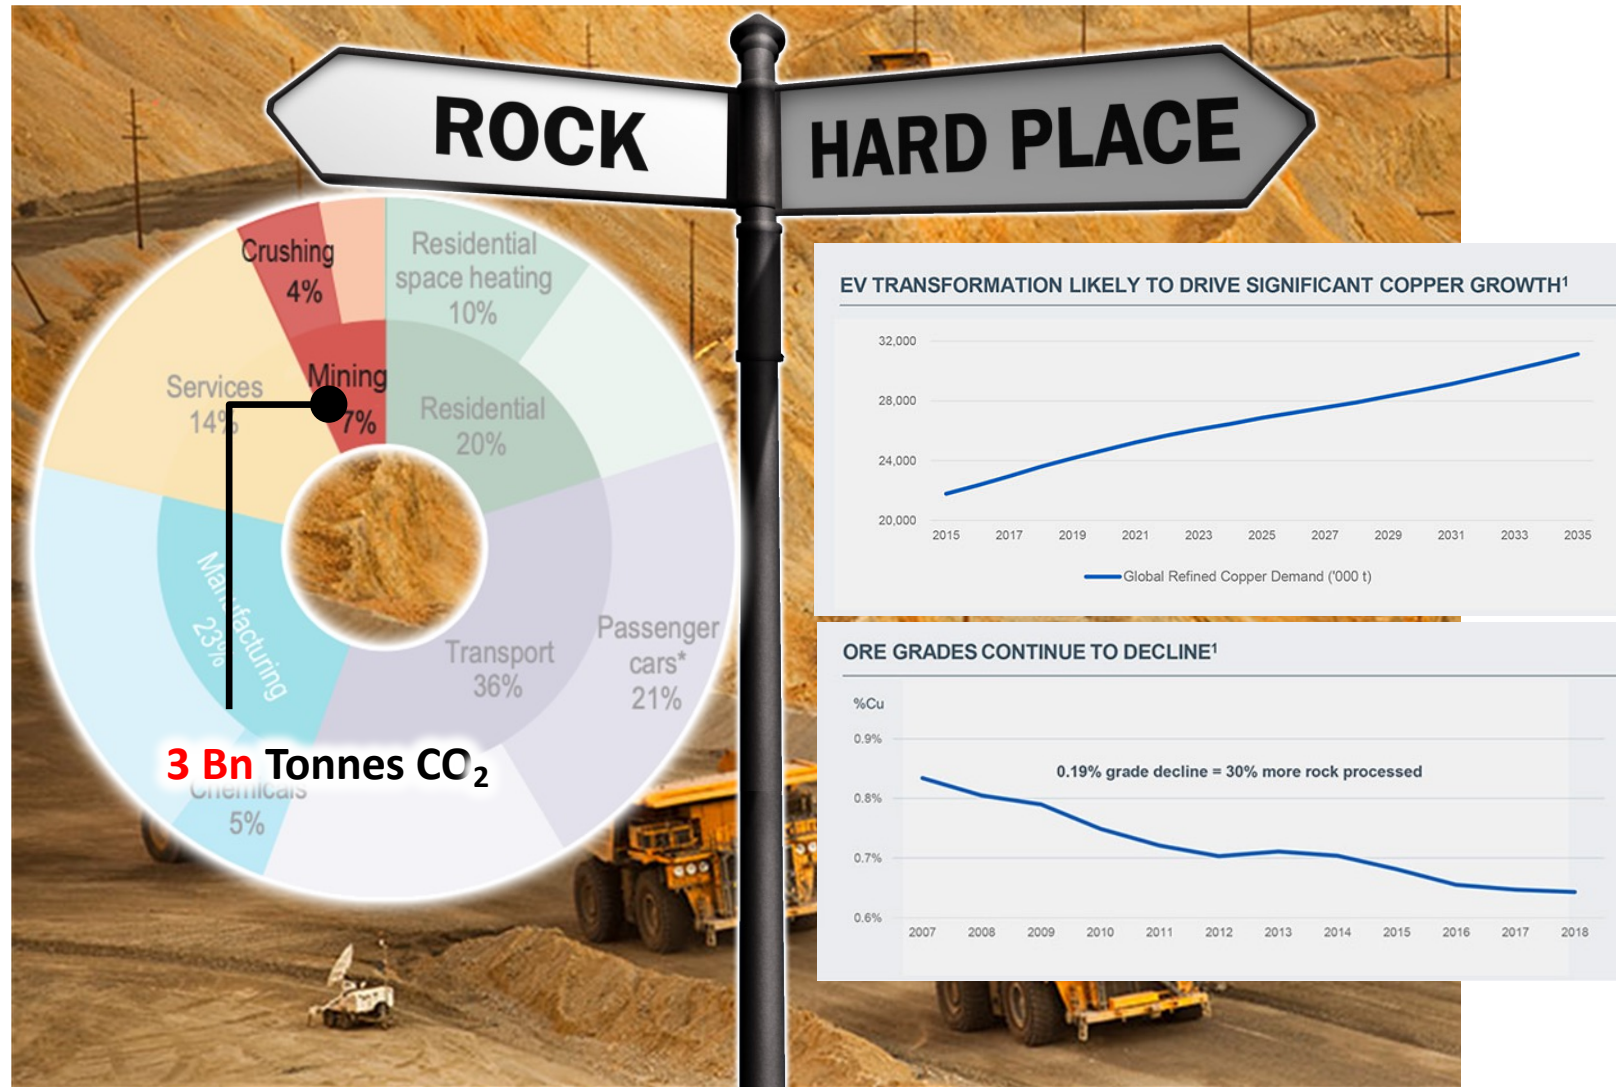 ROCK
HARD PLACE
Crushing
4%
Residential
space heating
10%
Mining
7%
Services
14%
Residential
20%
Manufacturing
23%
Transport
36%
Passenger
cars*
21%
3 Bn Tonnes CO₂
Chemicals
5%
EV TRANSFORMATION LIKELY TO DRIVE SIGNIFICANT COPPER GROWTH¹
32,000
28,000
24,000
20,000
2015 2017 2019 2021 2023 2025 2027 2029 2031 2033 2035
Global Refined Copper Demand ('000 t)
ORE GRADES CONTINUE TO DECLINE¹
%Cu
0.9%
0.19% grade decline = 30% more rock processed
0.8%
0.7%
0.6%
2007 2008 2009 2010 2011 2012 2013 2014 2015 2016 2017 2018